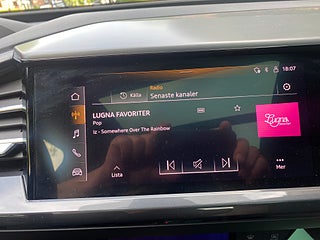 18:07
Radio
Källa
Senaste kanaler
LUGNA FAVORITER
Pop
Iz - Somewhere Over The Rainbow
Lugna
Lista
Mer